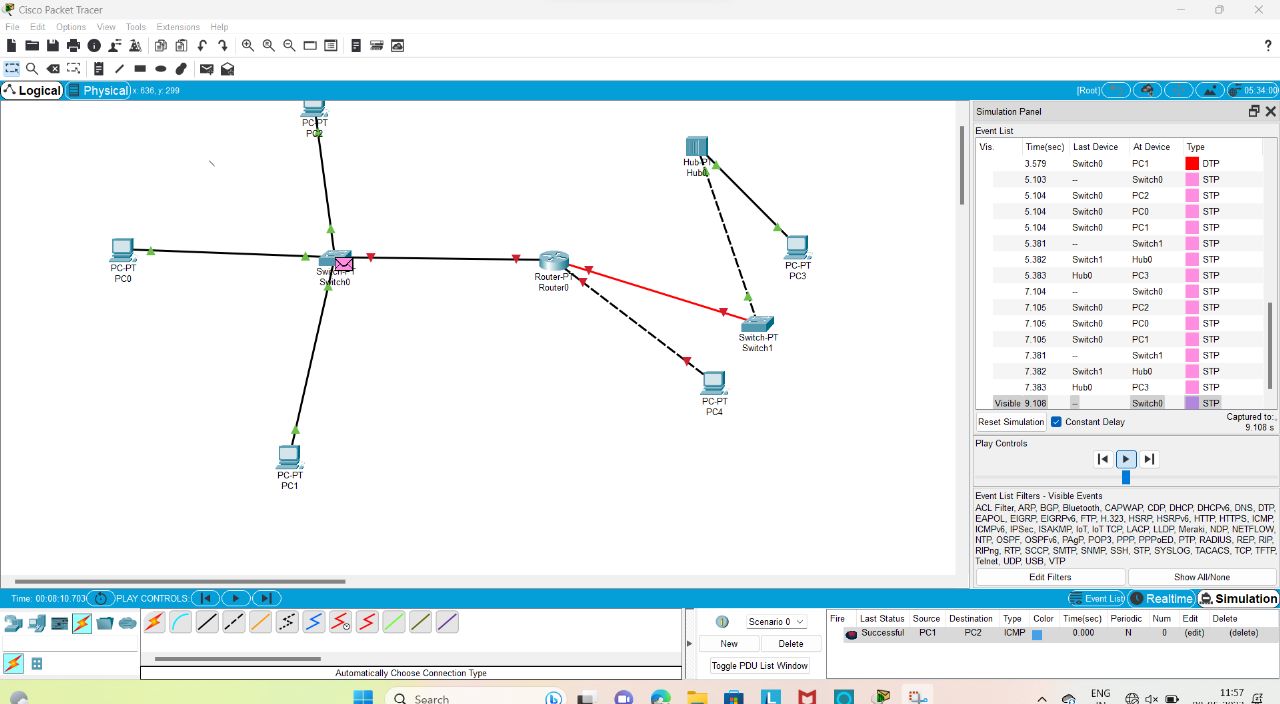 Cisco Packet Tracer
File Edit Options View Tools Extensions Help
Logical Physical x: 636, y: 299 [Root] 05:34:00
PC-PT
PC2
PC-PT
PC0
Switch-PT
Switch0
PC-PT
PC1
Router-PT
Router0
Hub-PT
Hub0
PC-PT
PC3
Switch-PT
Switch1
PC-PT
PC4
Simulation Panel
Event List
Vis. Time(sec) Last Device At Device Type
3.579 Switch0 PC1 DTP
5.103 -- Switch0 STP
5.104 Switch0 PC2 STP
5.104 Switch0 PC0 STP
5.104 Switch0 PC1 STP
5.381 -- Switch1 STP
5.382 Switch1 Hub0 STP
5.383 Hub0 PC3 STP
7.104 -- Switch0 STP
7.105 Switch0 PC2 STP
7.105 Switch0 PC0 STP
7.105 Switch0 PC1 STP
7.381 -- Switch1 STP
7.382 Switch1 Hub0 STP
7.383 Hub0 PC3 STP
Visible 9.108 -- Switch0 STP
Reset Simulation Constant Delay Captured to:
9.108 s
Play Controls
Event List Filters - Visible Events
ACL Filter, ARP, BGP, Bluetooth, CAPWAP, CDP, DHCP, DHCPv6, DNS, DTP,
EAPOL, EIGRP, EIGRPv6, FTP, H.323, HSRP, HSRPv6, HTTP, HTTPS, ICMP,
ICMPv6, IPSec, ISAKMP, IoT, IoT TCP, LACP, LLDP, Meraki, NDP, NETFLOW,
NTP, OSPF, OSPFv6, PAgP, POP3, PPP, PPPoED, PTP, RADIUS, REP, RIP,
RIPng, RTP, SCCP, SMTP, SNMP, SSH, STP, SYSLOG, TACACS, TCP, TFTP,
Telnet, UDP, USB, VTP
Edit Filters Show All/None
Time: 00:08:10.703 PLAY CONTROLS: Event List Realtime Simulation
Automatically Choose Connection Type
Scenario 0
New Delete
Toggle PDU List Window
Fire Last Status Source Destination Type Color Time(sec) Periodic Num Edit Delete
Successful PC1 PC2 ICMP 0.000 N 0 (edit) (delete)
Search ENG 11:57